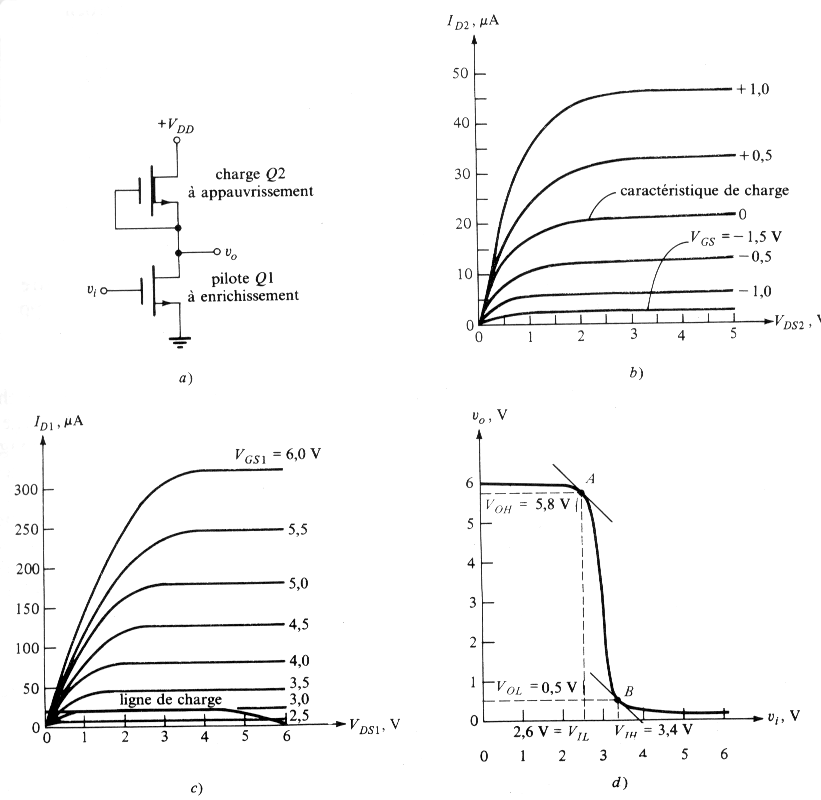 +V_DD
charge Q2
à appauvrissement
v_o
v_i
pilote Q1
à enrichissement
a)
I_D2, µA
50
40
30
20
10
0
+1,0
+0,5
caractéristique de charge
0
V_GS = −1,5 V
−0,5
−1,0
0 1 2 3 4 5
V_DS2, V
b)
I_D1, µA
V_GS1 = 6,0 V
300
250
200
150
100
50
0
5,5
5,0
4,5
4,0
3,5
ligne de charge
3,0
2,5
0 1 2 3 4 5 6
V_DS1, V
c)
v_o, V
6
5
4
3
2
1
0
A
V_OH = 5,8 V
V_OL = 0,5 V
B
v_i, V
2,6 V = V_IL
V_IH = 3,4 V
0 1 2 3 4 5 6
d)